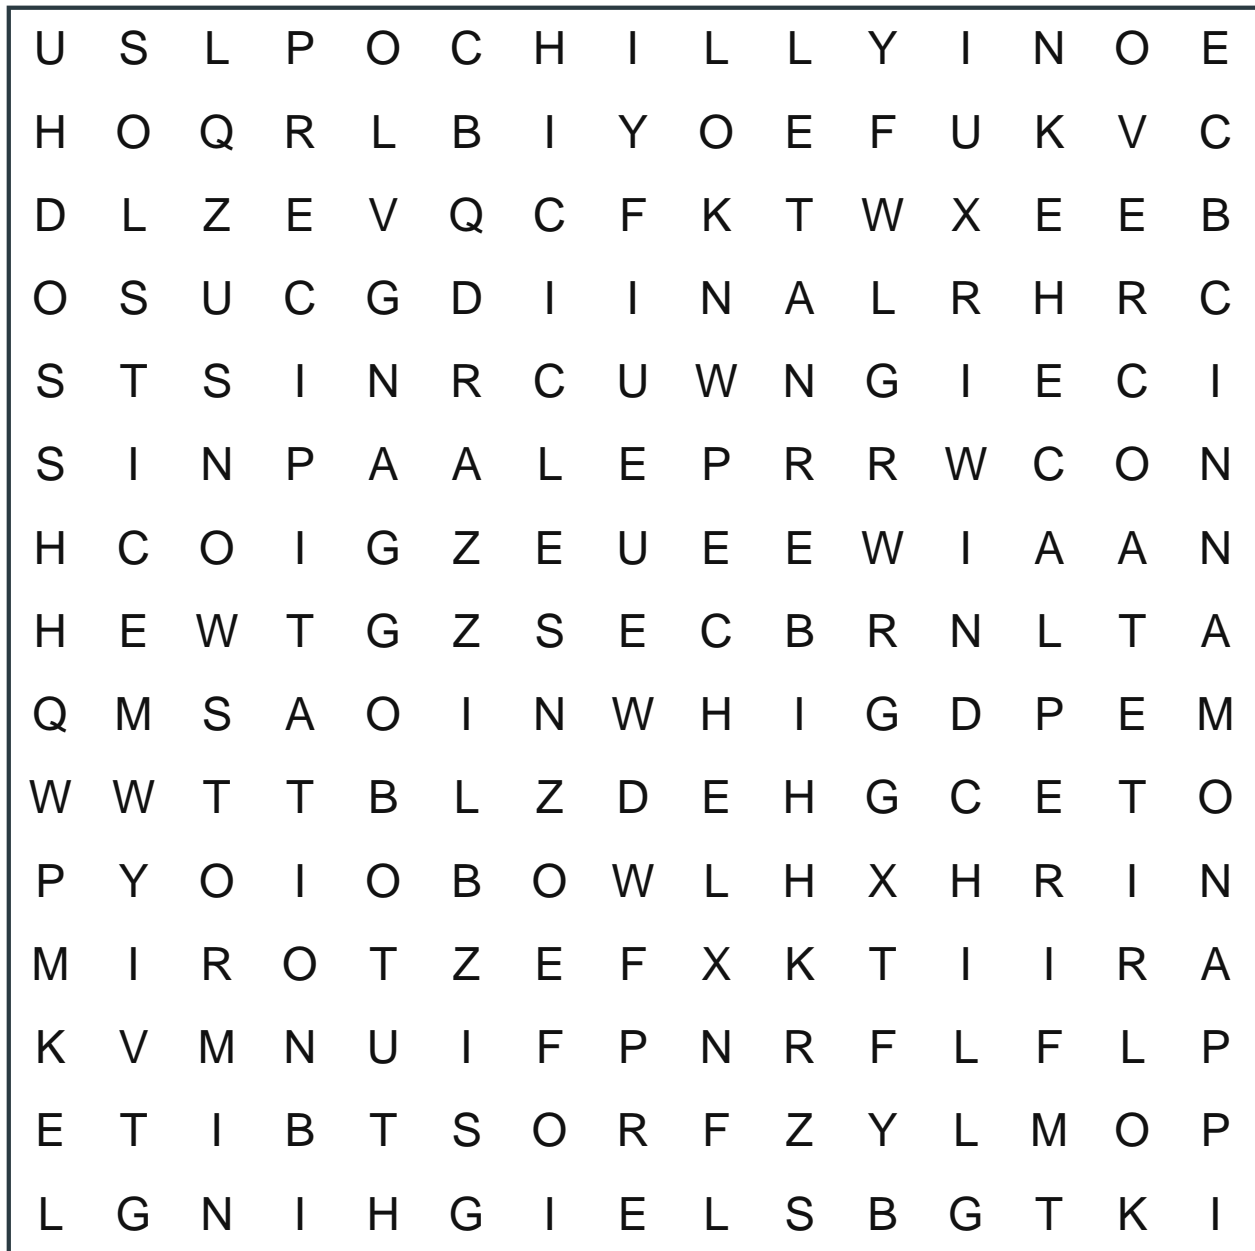 U S L P O C H I L L Y I N O E
H O Q R L B I Y O E F U K V C
D L Z E V Q C F K T W X E E B
O S U C G D I I N A L R H R C
S T S I N R C U W N G I E C I
S I N P A A L E P R R W C O N
H C O I G Z E U E E W I A A N
H E W T G Z S E C B R N L T A
Q M S A O I N W H I G D P E M
W W T T B L Z D E H G C E T O
P Y O I O B O W L H X H R I N
M I R O T Z E F X K T I I R A
K V M N U I F P N R F L F L P
E T I B T S O R F Z Y L M O P
L G N I H G I E L S B G T K I